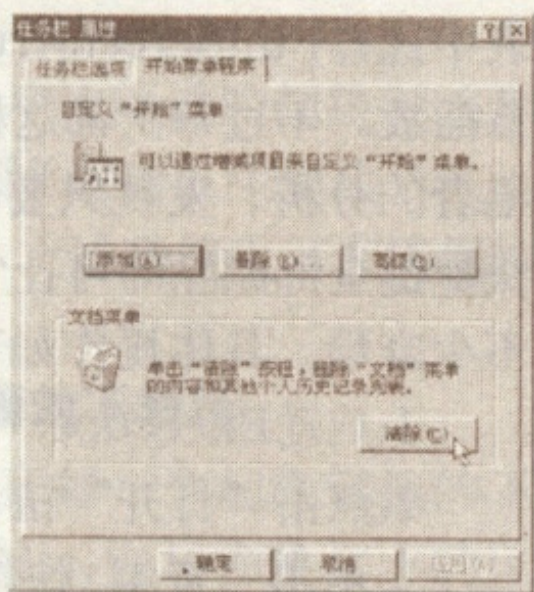 任务栏 属性
任务栏选项 开始菜单程序
自定义“开始”菜单
可以通过增减项目来自定义“开始”菜单。
添加(A)... 删除(R)... 高级(D)...
文档菜单
单击“清除”按钮，删除“文档”菜单
的内容和其他个人历史记录列表。
清除(C)
确定 取消 应用(A)